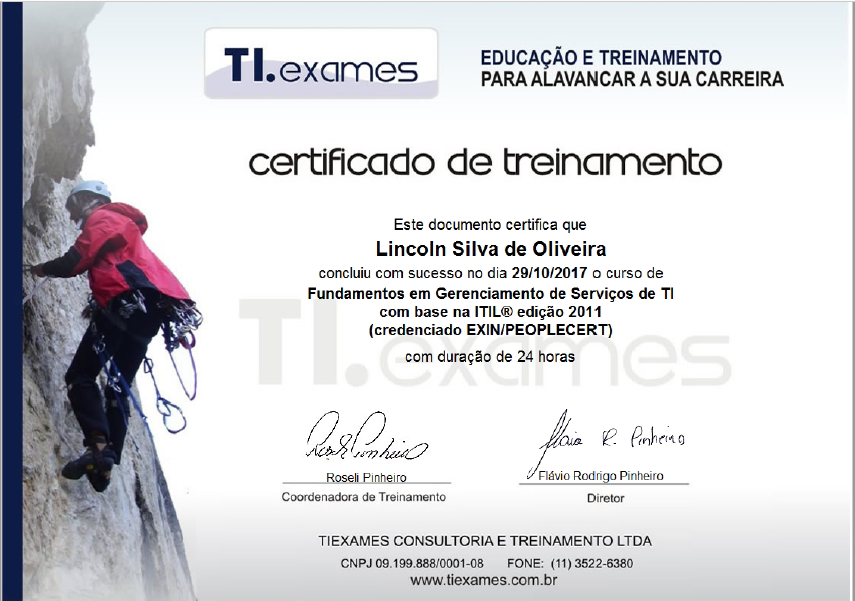 TI.exames
EDUCAÇÃO E TREINAMENTO
PARA ALAVANCAR A SUA CARREIRA
certificado de treinamento
Este documento certifica que
Lincoln Silva de Oliveira
concluiu com sucesso no dia 29/10/2017 o curso de
Fundamentos em Gerenciamento de Serviços de TI
com base na ITIL® edição 2011
(credenciado EXIN/PEOPLECERT)
TI.exames
com duração de 24 horas
Roseli Pinheiro
Coordenadora de Treinamento
Flávio R. Pinheiro
Flávio Rodrigo Pinheiro
Diretor
TIEXAMES CONSULTORIA E TREINAMENTO LTDA
CNPJ 09.199.888/0001-08 FONE: (11) 3522-6380
www.tiexames.com.br